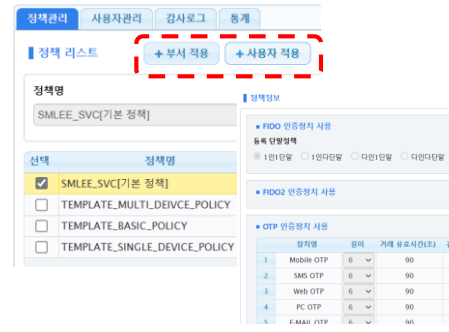 정책관리 사용자관리 감사로그 통계
정책 리스트 + 부서 적용 + 사용자 적용
정책명
SMLEE_SVC[기본 정책]
선택 정책명
SMLEE_SVC[기본 정책]
TEMPLATE_MULTI_DEIVCE_POLICY
TEMPLATE_BASIC_POLICY
TEMPLATE_SINGLE_DEVICE_POLICY
정책정보
FIDO 인증장치 사용
등록 단말정책
1인1단말 1인다단말 다인1단말 다인다단말
FIDO2 인증장치 사용
OTP 인증장치 사용
장치명 길이 거래 유효시간(초)
1 Mobile OTP 6 90
2 SMS OTP 6 90
3 Web OTP 6 90
4 PC OTP 6 90
5 E-MAIL OTP 6 90